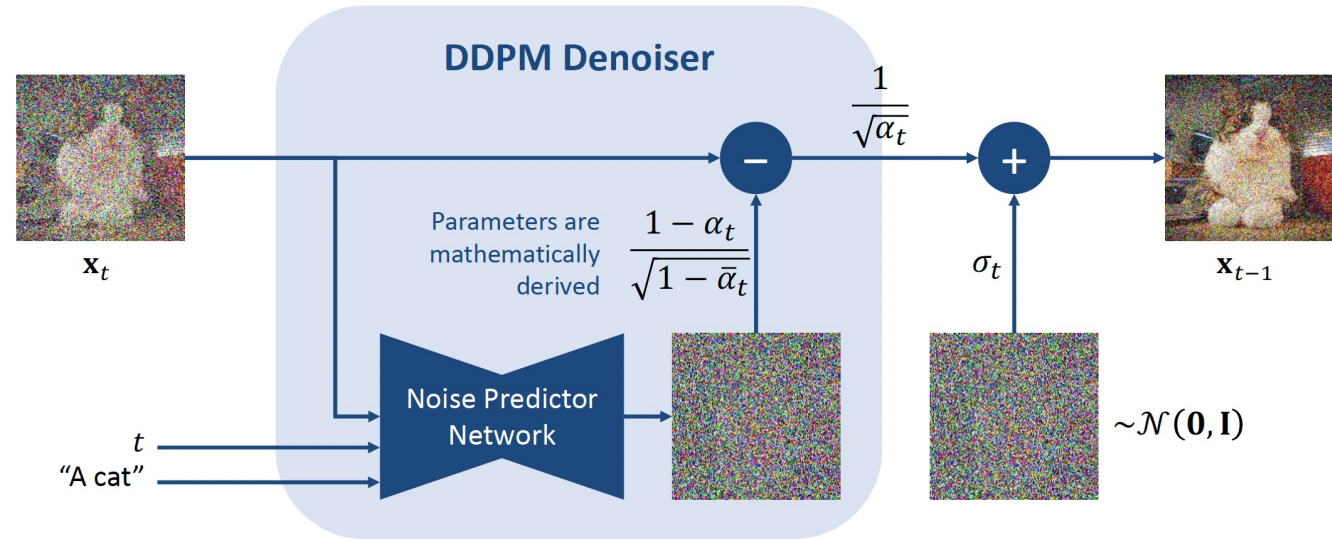 DDPM Denoiser
1
√α_t
−
+
Parameters are
mathematically
derived
1 − α_t
√1 − ᾱ_t
σ_t
x_t
x_{t−1}
Noise Predictor
Network
~𝒩(0, I)
t
“A cat”